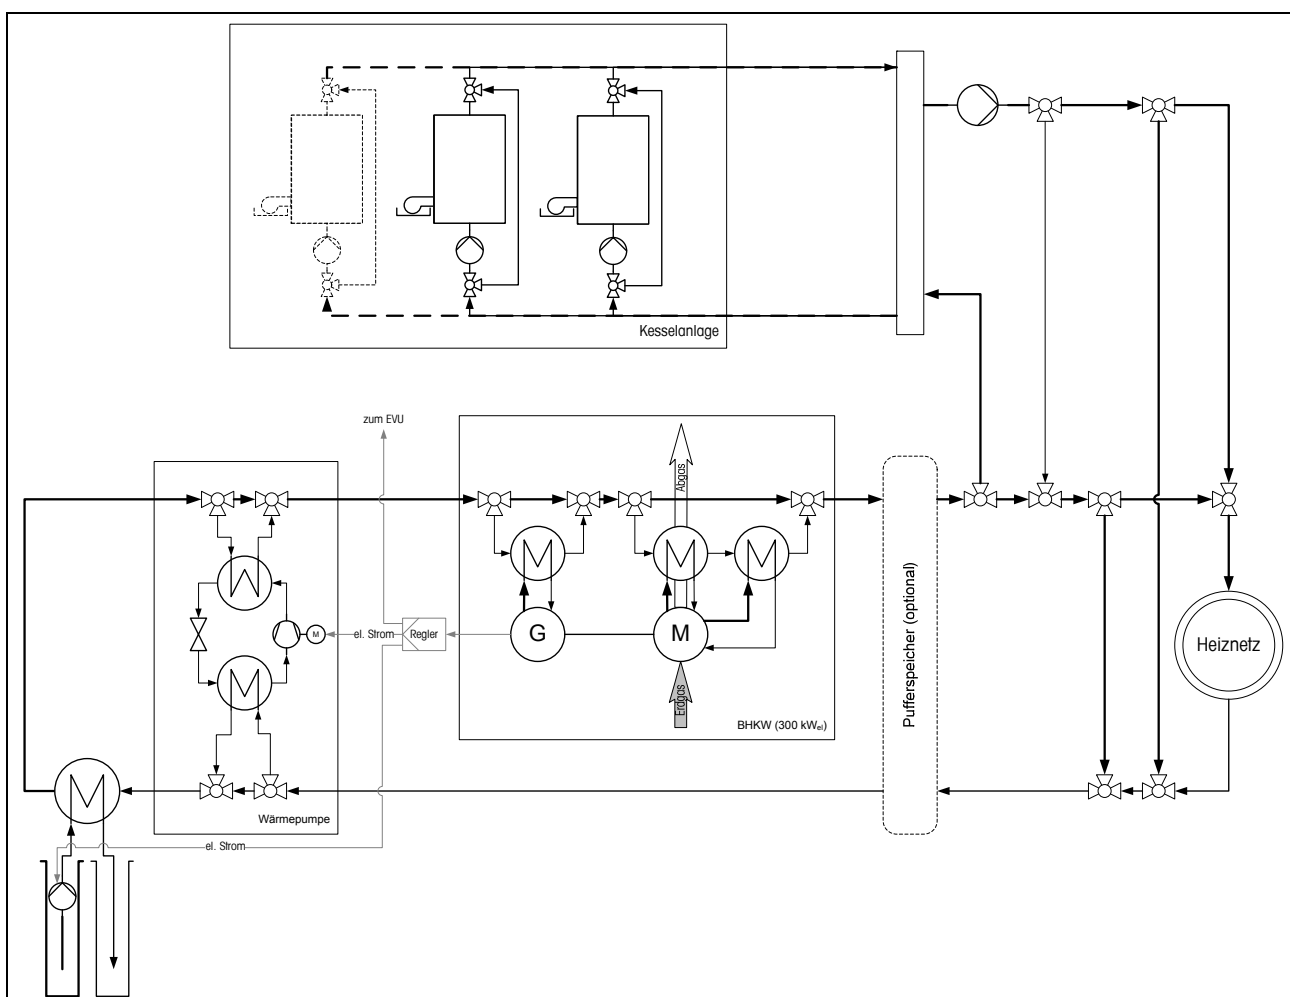 Kesselanlage
zum EVU
Abgas
M
el. Strom
Regler
G
M
Erdgas
BHKW (300 kWel)
Pufferspeicher (optional)
Heiznetz
Wärmepumpe
el. Strom